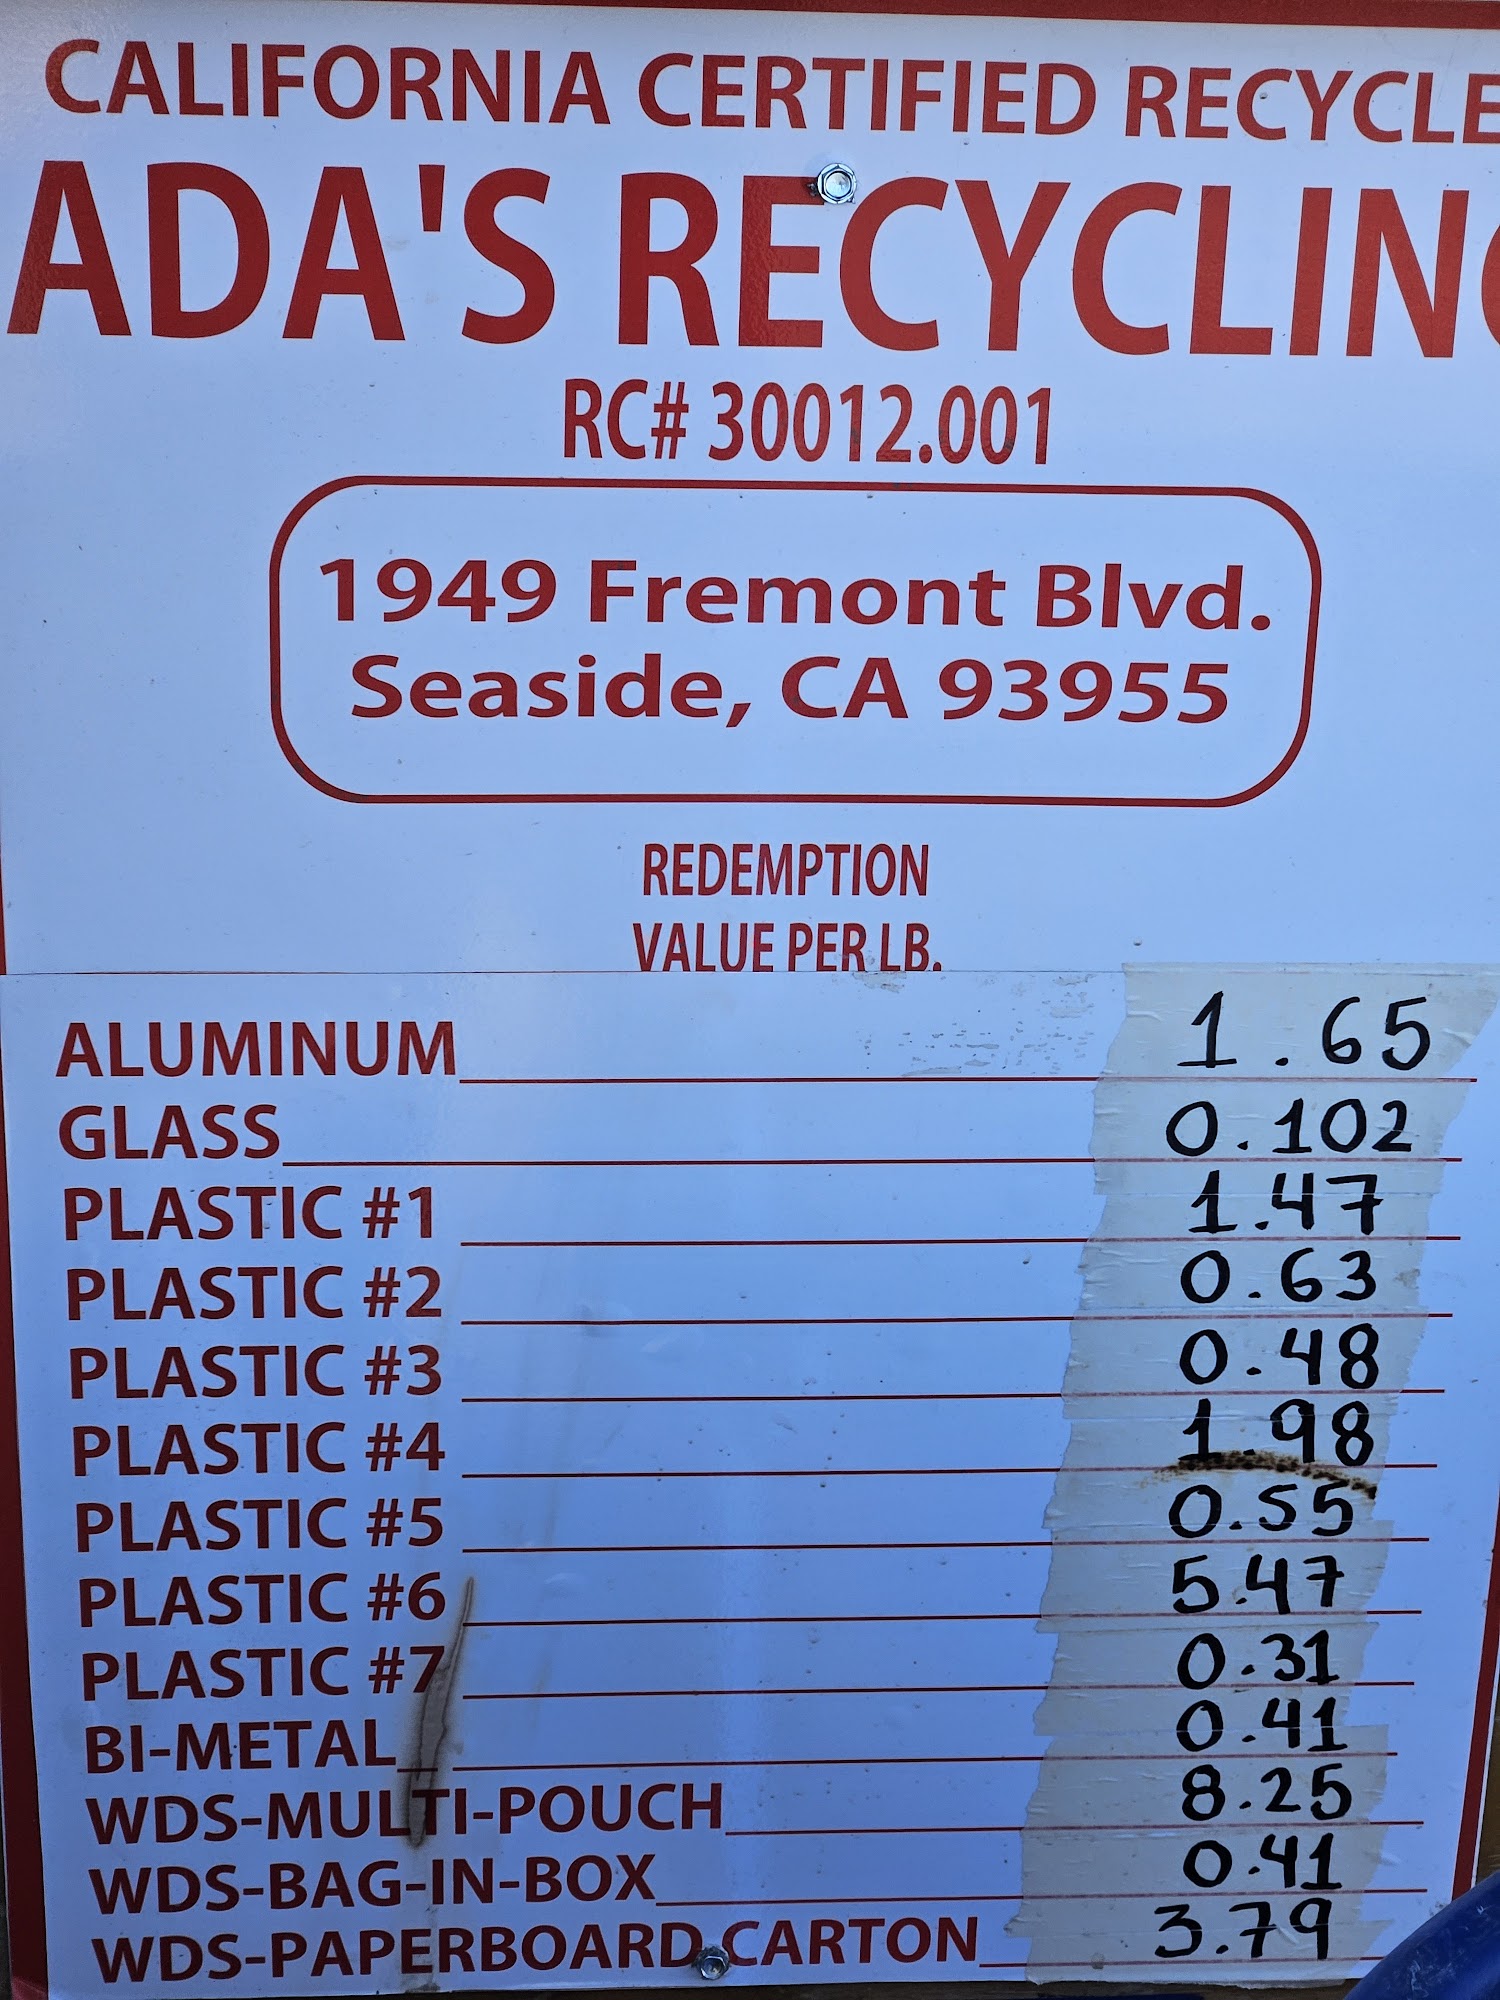 CALIFORNIA CERTIFIED RECYCLE
ADA'S RECYCLING
RC# 30012.001
1949 Fremont Blvd.
Seaside, CA 93955
REDEMPTION
VALUE PER LB.
ALUMINUM 1.65
GLASS 0.102
PLASTIC #1 1.47
PLASTIC #2 0.63
PLASTIC #3 0.48
PLASTIC #4 1.98
PLASTIC #5 0.55
PLASTIC #6 5.47
PLASTIC #7 0.31
BI-METAL 0.41
WDS-MULTI-POUCH 8.25
WDS-BAG-IN-BOX 0.41
WDS-PAPERBOARD CARTON 3.79